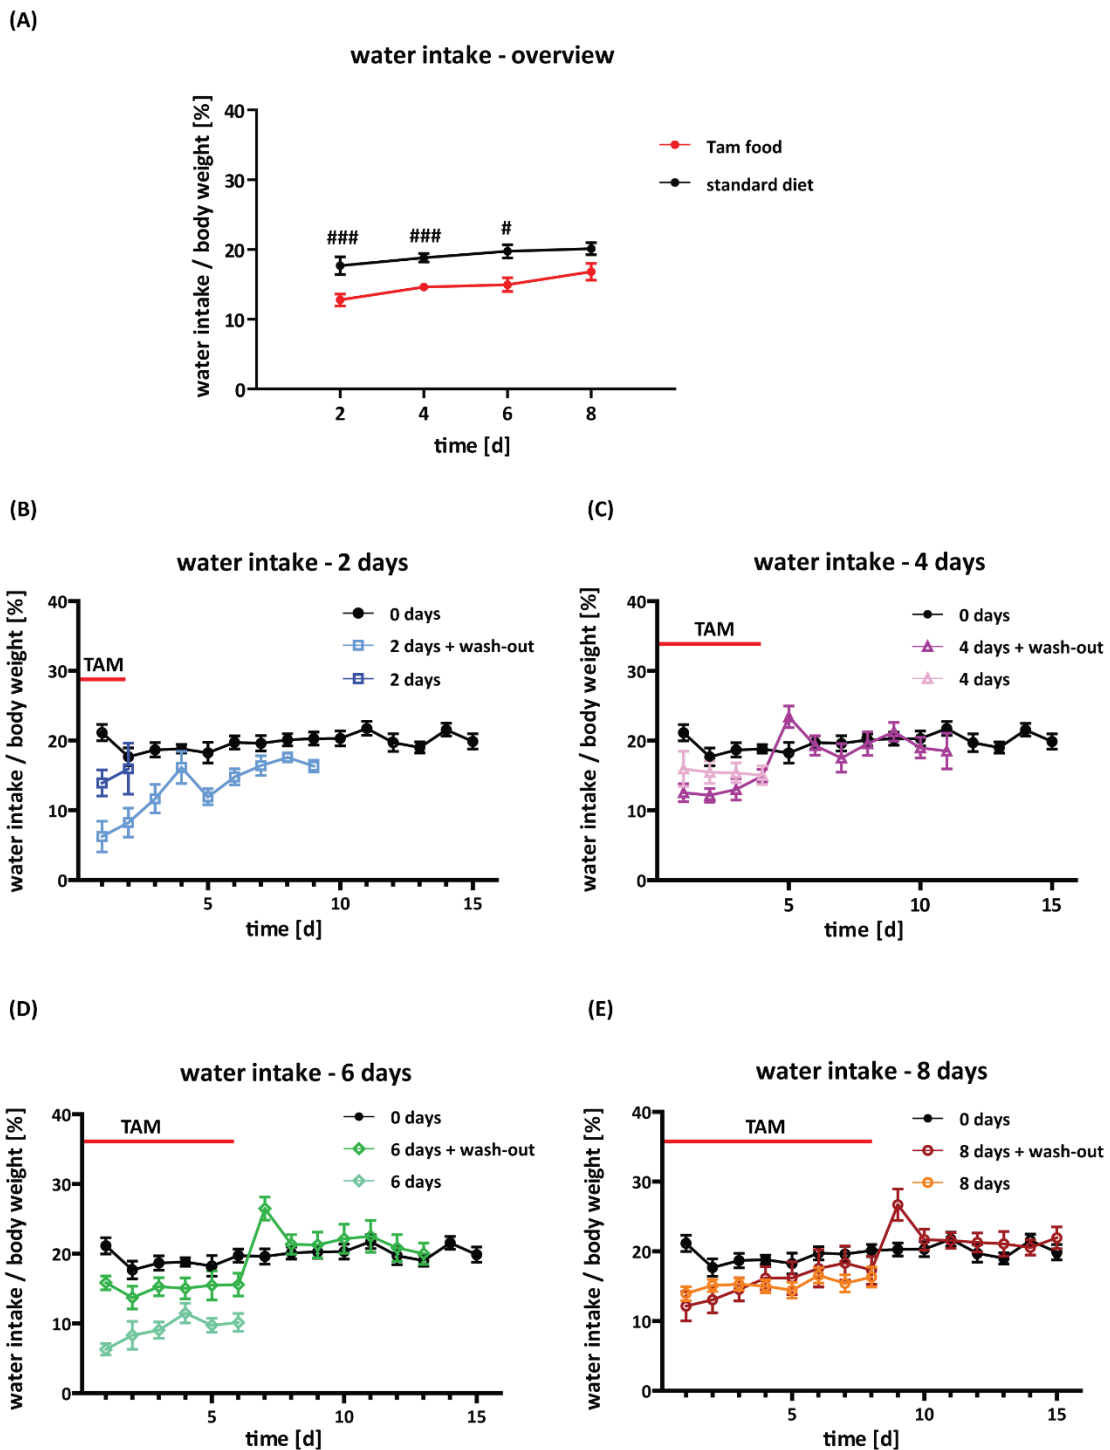 (A)
water intake - overview
water intake / body weight [%]
40
30
20
10
0
### ### #
Tam food
standard diet
2 4 6 8
time [d]
(B)
water intake - 2 days
water intake / body weight [%]
40
30
20
10
0
TAM
0 days
2 days + wash-out
2 days
5 10 15
time [d]
(C)
water intake - 4 days
water intake / body weight [%]
40
30
20
10
0
TAM
0 days
4 days + wash-out
4 days
5 10 15
time [d]
(D)
water intake - 6 days
water intake / body weight [%]
40
30
20
10
0
TAM
0 days
6 days + wash-out
6 days
5 10 15
time [d]
(E)
water intake - 8 days
water intake / body weight [%]
40
30
20
10
0
TAM
0 days
8 days + wash-out
8 days
5 10 15
time [d]